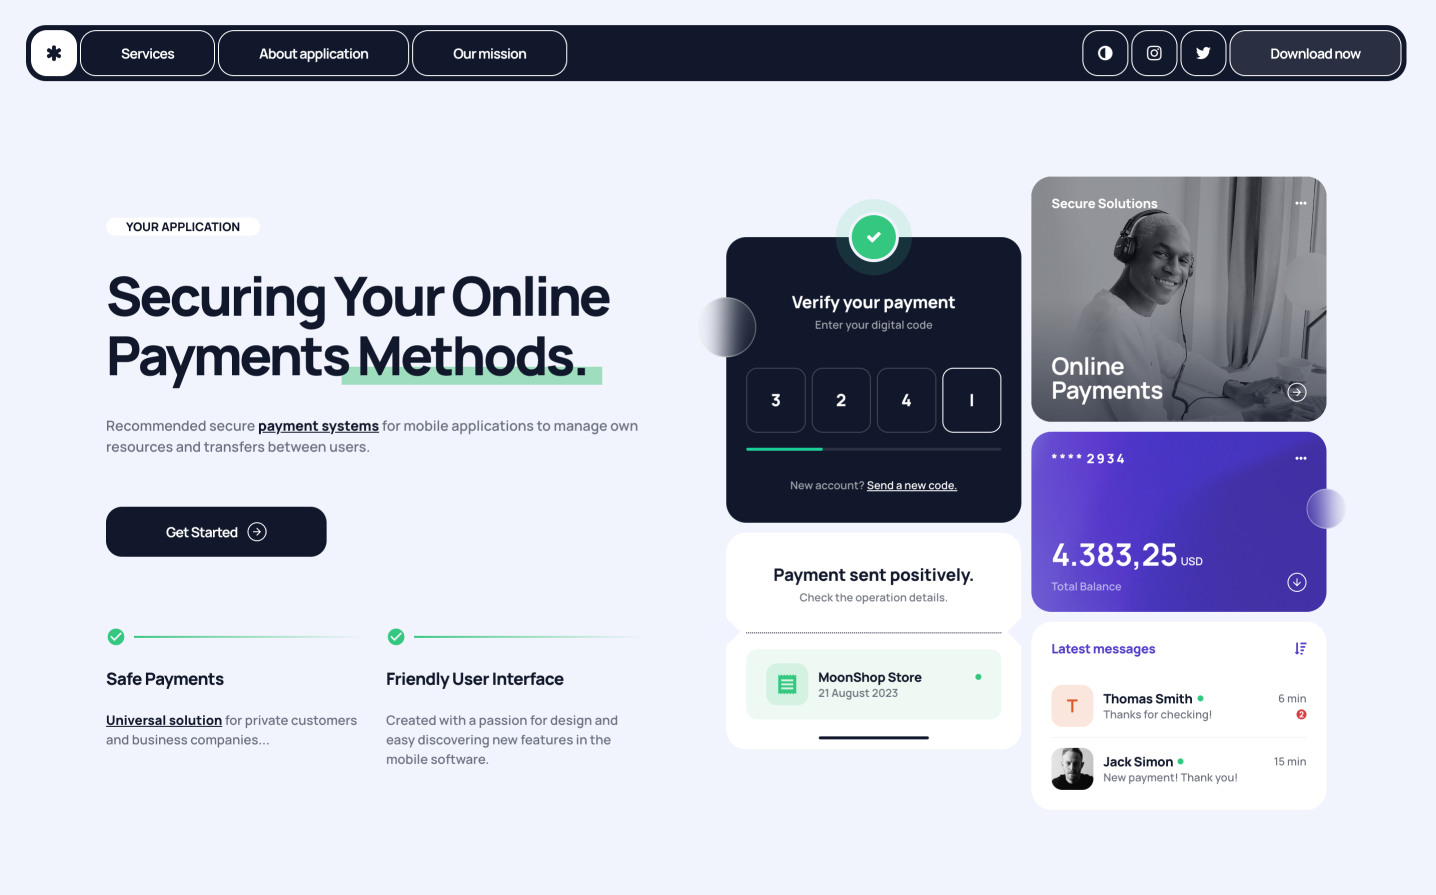 Services
About application
Our mission
Download now
YOUR APPLICATION
Securing Your Online
Payments Methods.
Recommended secure payment systems for mobile applications to manage own
resources and transfers between users.
Get Started
Safe Payments
Universal solution for private customers
and business companies...
Friendly User Interface
Created with a passion for design and
easy discovering new features in the
mobile software.
Verify your payment
Enter your digital code
3 2 4 |
New account? Send a new code.
Payment sent positively.
Check the operation details.
MoonShop Store
21 August 2023
Secure Solutions
Online
Payments
**** 2934
4.383,25 USD
Total Balance
Latest messages
T
Thomas Smith
6 min
Thanks for checking!
2
Jack Simon
15 min
New payment! Thank you!